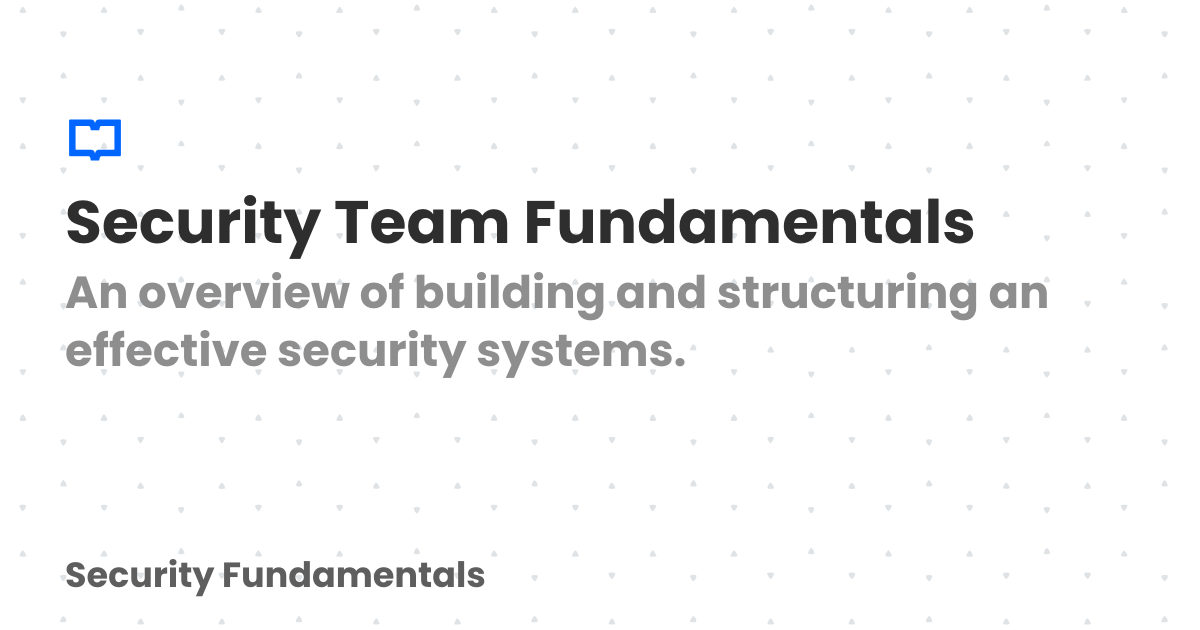 Security Team Fundamentals
An overview of building and structuring an
effective security systems.
Security Fundamentals